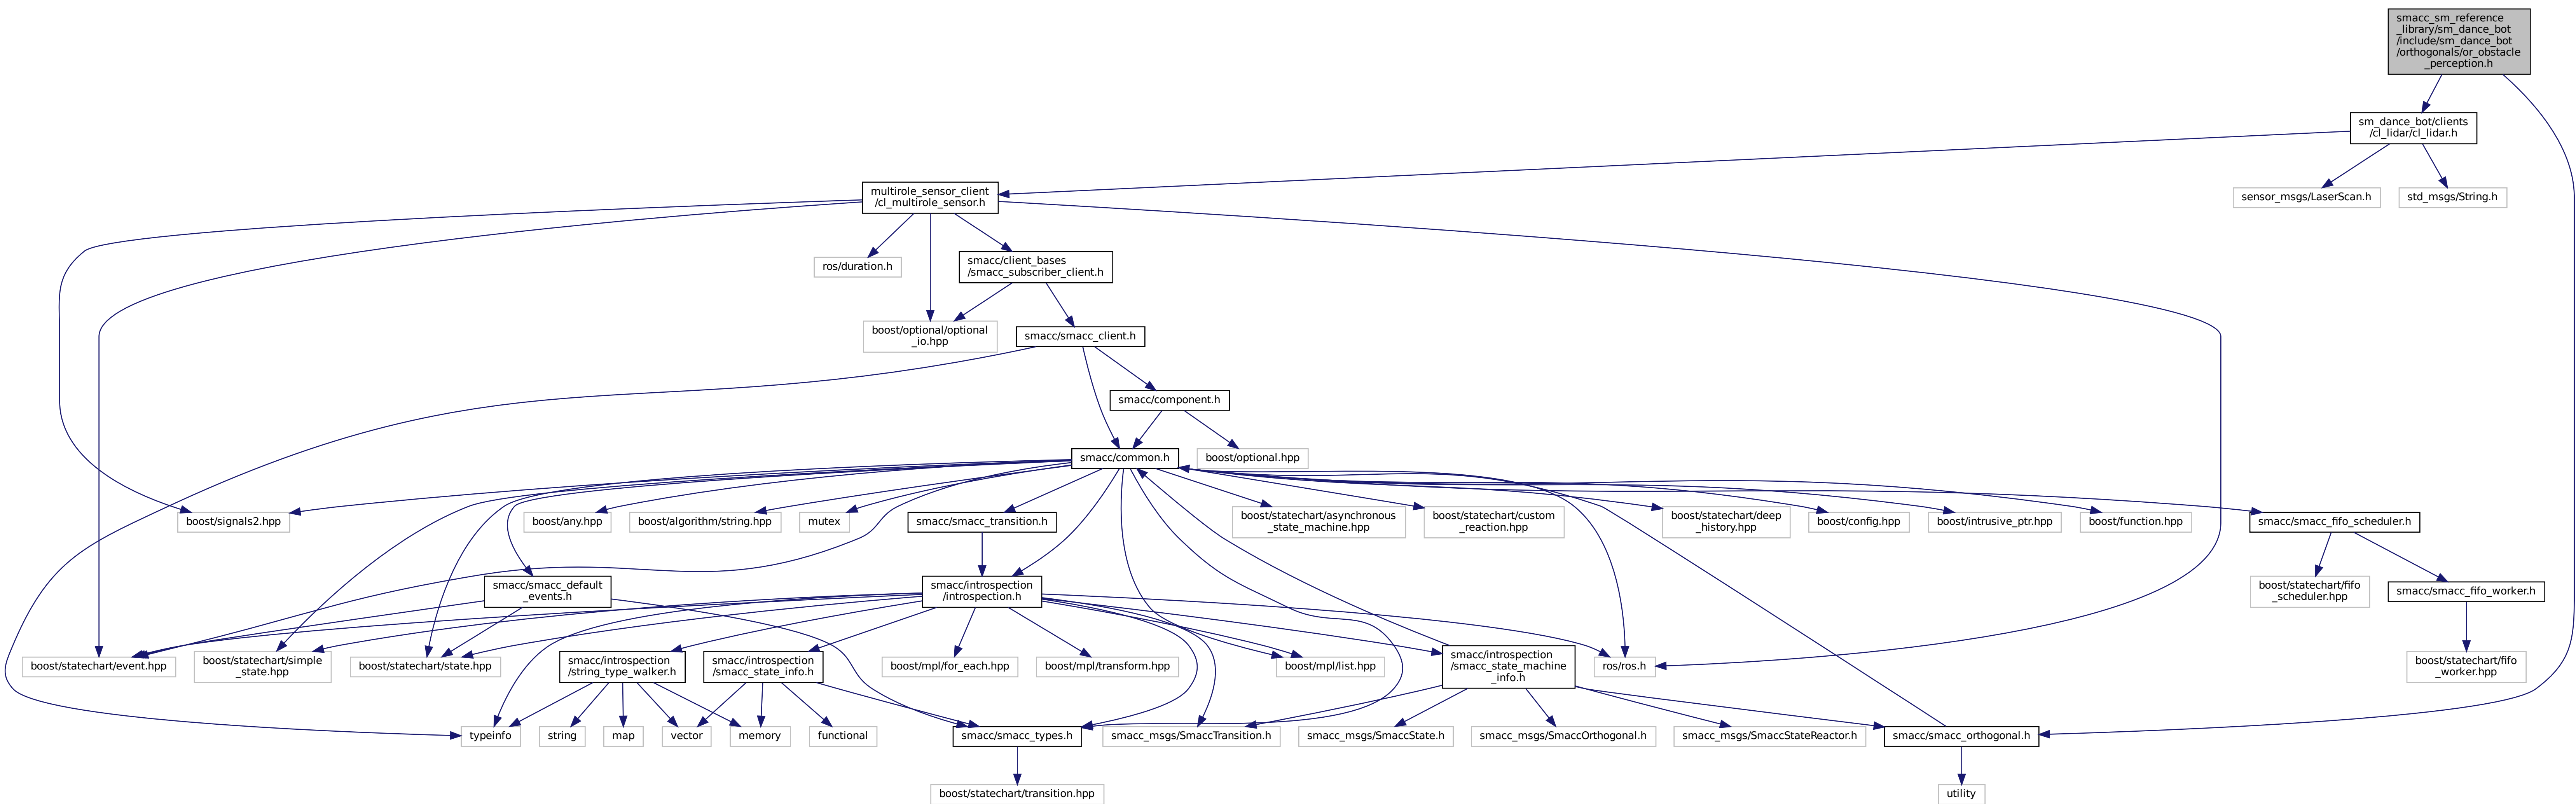 smacc_sm_reference
_library/sm_dance_bot
/include/sm_dance_bot
/orthogonals/or_obstacle
_perception.h
sm_dance_bot/clients
/cl_lidar/cl_lidar.h
multirole_sensor_client
/cl_multirole_sensor.h
sensor_msgs/LaserScan.h
std_msgs/String.h
ros/duration.h
smacc/client_bases
/smacc_subscriber_client.h
boost/optional/optional
_io.hpp
smacc/smacc_client.h
smacc/component.h
smacc/common.h
boost/optional.hpp
boost/signals2.hpp
boost/any.hpp
boost/algorithm/string.hpp
mutex
smacc/smacc_transition.h
boost/statechart/asynchronous
_state_machine.hpp
boost/statechart/custom
_reaction.hpp
boost/statechart/deep
_history.hpp
boost/config.hpp
boost/intrusive_ptr.hpp
boost/function.hpp
smacc/smacc_fifo_scheduler.h
smacc/smacc_default
_events.h
smacc/introspection
/introspection.h
boost/statechart/fifo
_scheduler.hpp
smacc/smacc_fifo_worker.h
boost/statechart/event.hpp
boost/statechart/simple
_state.hpp
boost/statechart/state.hpp
smacc/introspection
/string_type_walker.h
smacc/introspection
/smacc_state_info.h
boost/mpl/for_each.hpp
boost/mpl/transform.hpp
boost/mpl/list.hpp
smacc/introspection
/smacc_state_machine
_info.h
ros/ros.h
boost/statechart/fifo
_worker.hpp
typeinfo
string
map
vector
memory
functional
smacc/smacc_types.h
smacc_msgs/SmaccTransition.h
smacc_msgs/SmaccState.h
smacc_msgs/SmaccOrthogonal.h
smacc_msgs/SmaccStateReactor.h
smacc/smacc_orthogonal.h
boost/statechart/transition.hpp
utility